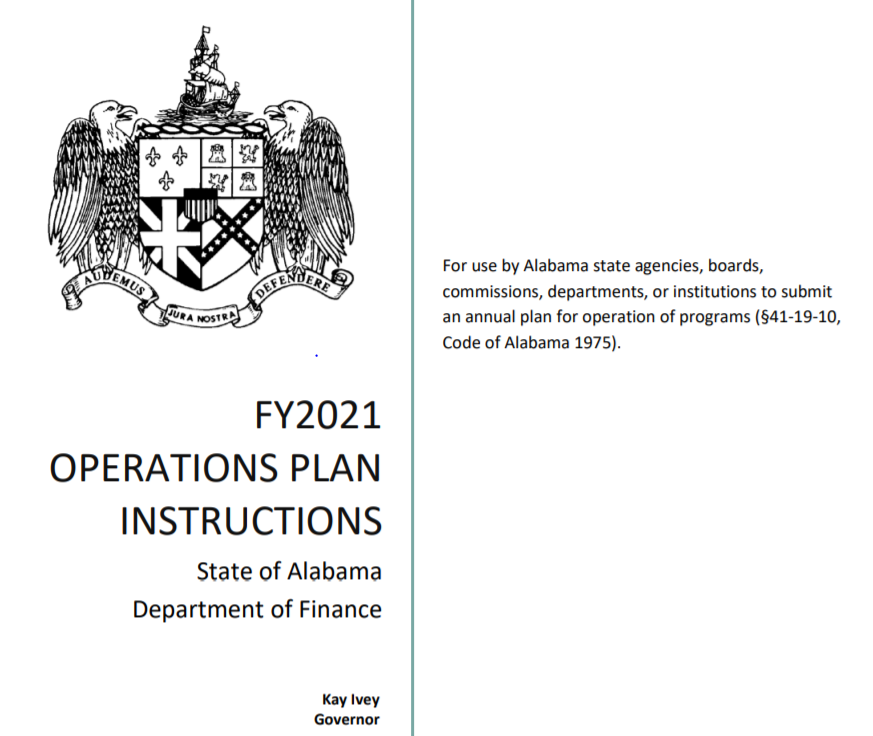 AUDEMUS
JURA NOSTRA
DEFENDERE
FY2021
OPERATIONS PLAN
INSTRUCTIONS
State of Alabama
Department of Finance
Kay Ivey
Governor
For use by Alabama state agencies, boards,
commissions, departments, or institutions to submit
an annual plan for operation of programs (§41-19-10,
Code of Alabama 1975).